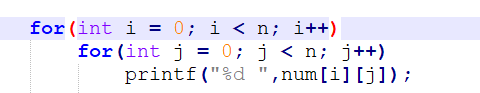 for(int i = 0; i < n; i++)
for(int j = 0; j < n; j++)
printf("%d ",num[i][j]);